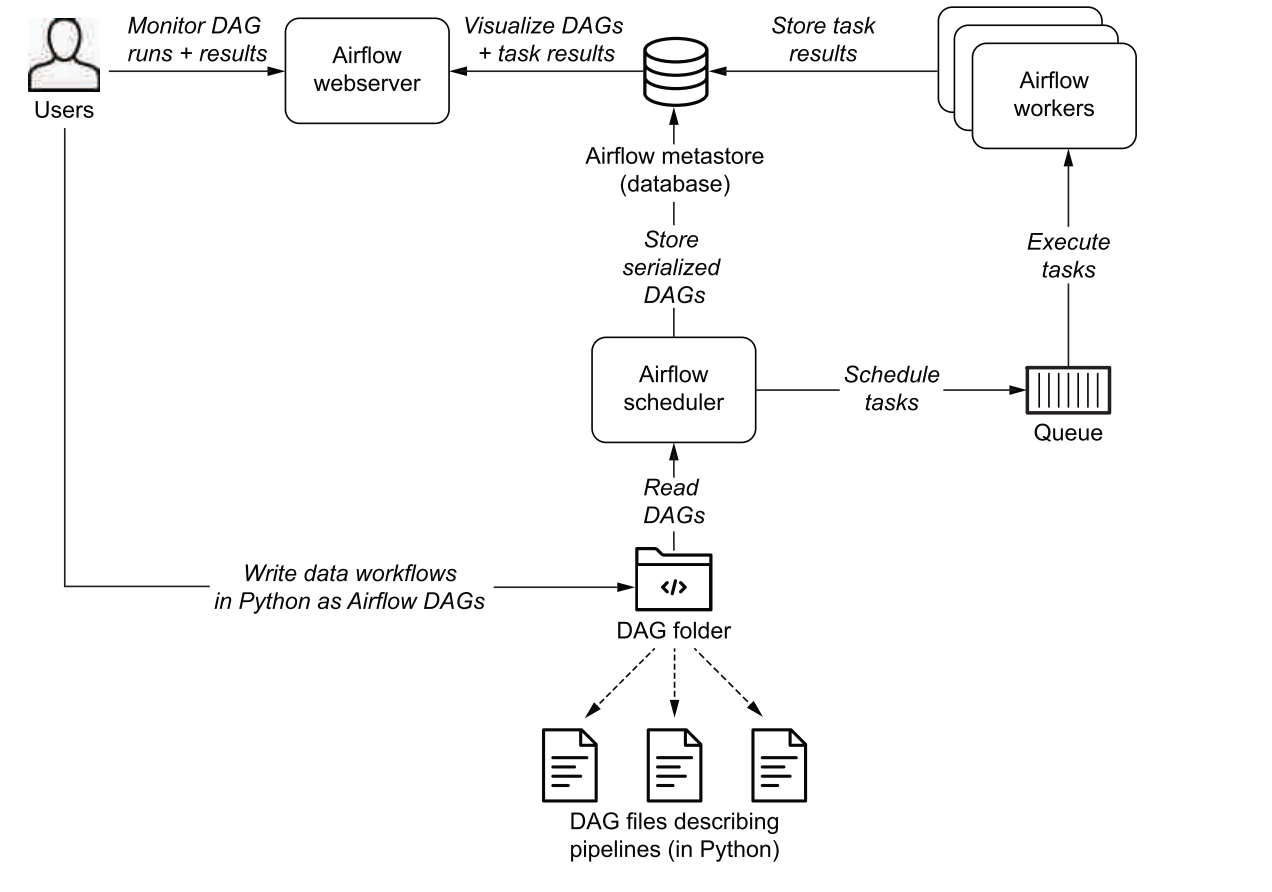 Monitor DAG
runs + results
Users
Airflow
webserver
Visualize DAGs
+ task results
Store task
results
Airflow
workers
Airflow metastore
(database)
Store
serialized
DAGs
Execute
tasks
Airflow
scheduler
Schedule
tasks
Queue
Read
DAGs
Write data workflows
in Python as Airflow DAGs
</>
DAG folder
DAG files describing
pipelines (in Python)